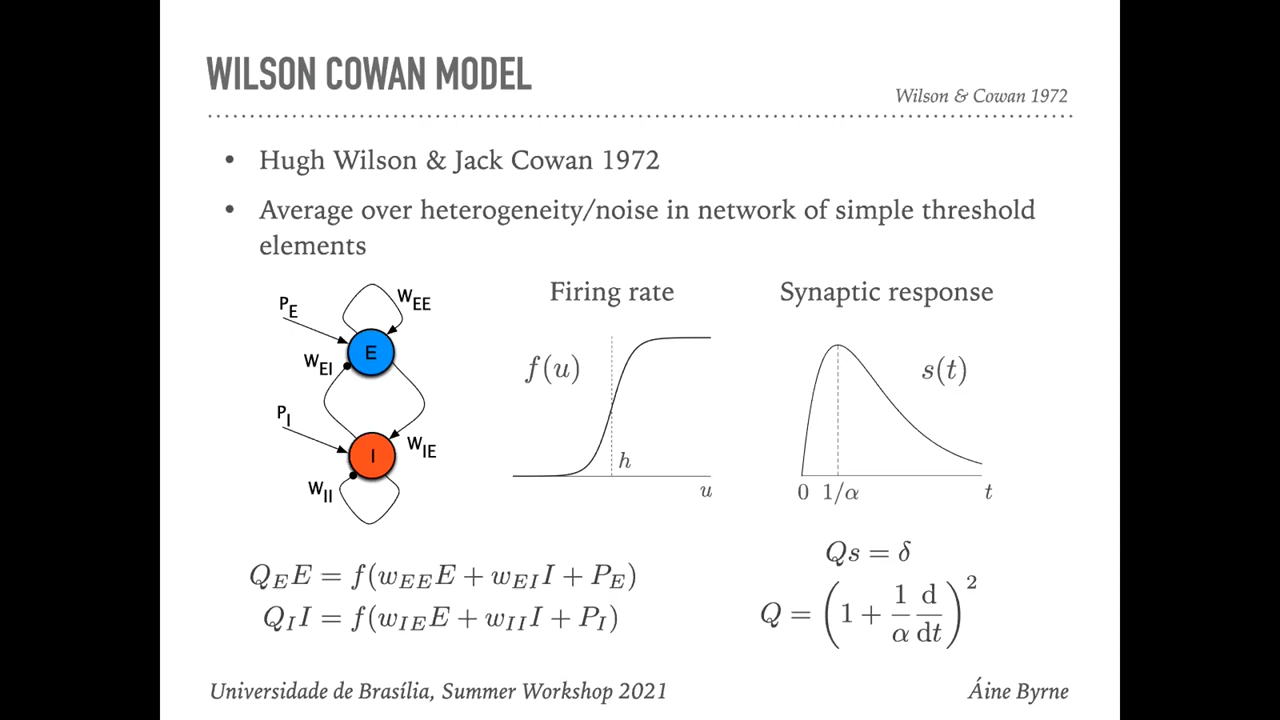 WILSON COWAN MODEL
Wilson & Cowan 1972
• Hugh Wilson & Jack Cowan 1972
• Average over heterogeneity/noise in network of simple threshold
elements
Firing rate
Synaptic response
P_E
W_EE
E
W_EI
P_I
W_IE
I
W_II
f(u)
h
u
s(t)
0 1/α t
Q_E E = f(w_EE E + w_EI I + P_E)
Q_I I = f(w_IE E + w_II I + P_I)
Qs = δ
Q = (1 + 1/α d/dt)^2
Universidade de Brasília, Summer Workshop 2021
Áine Byrne